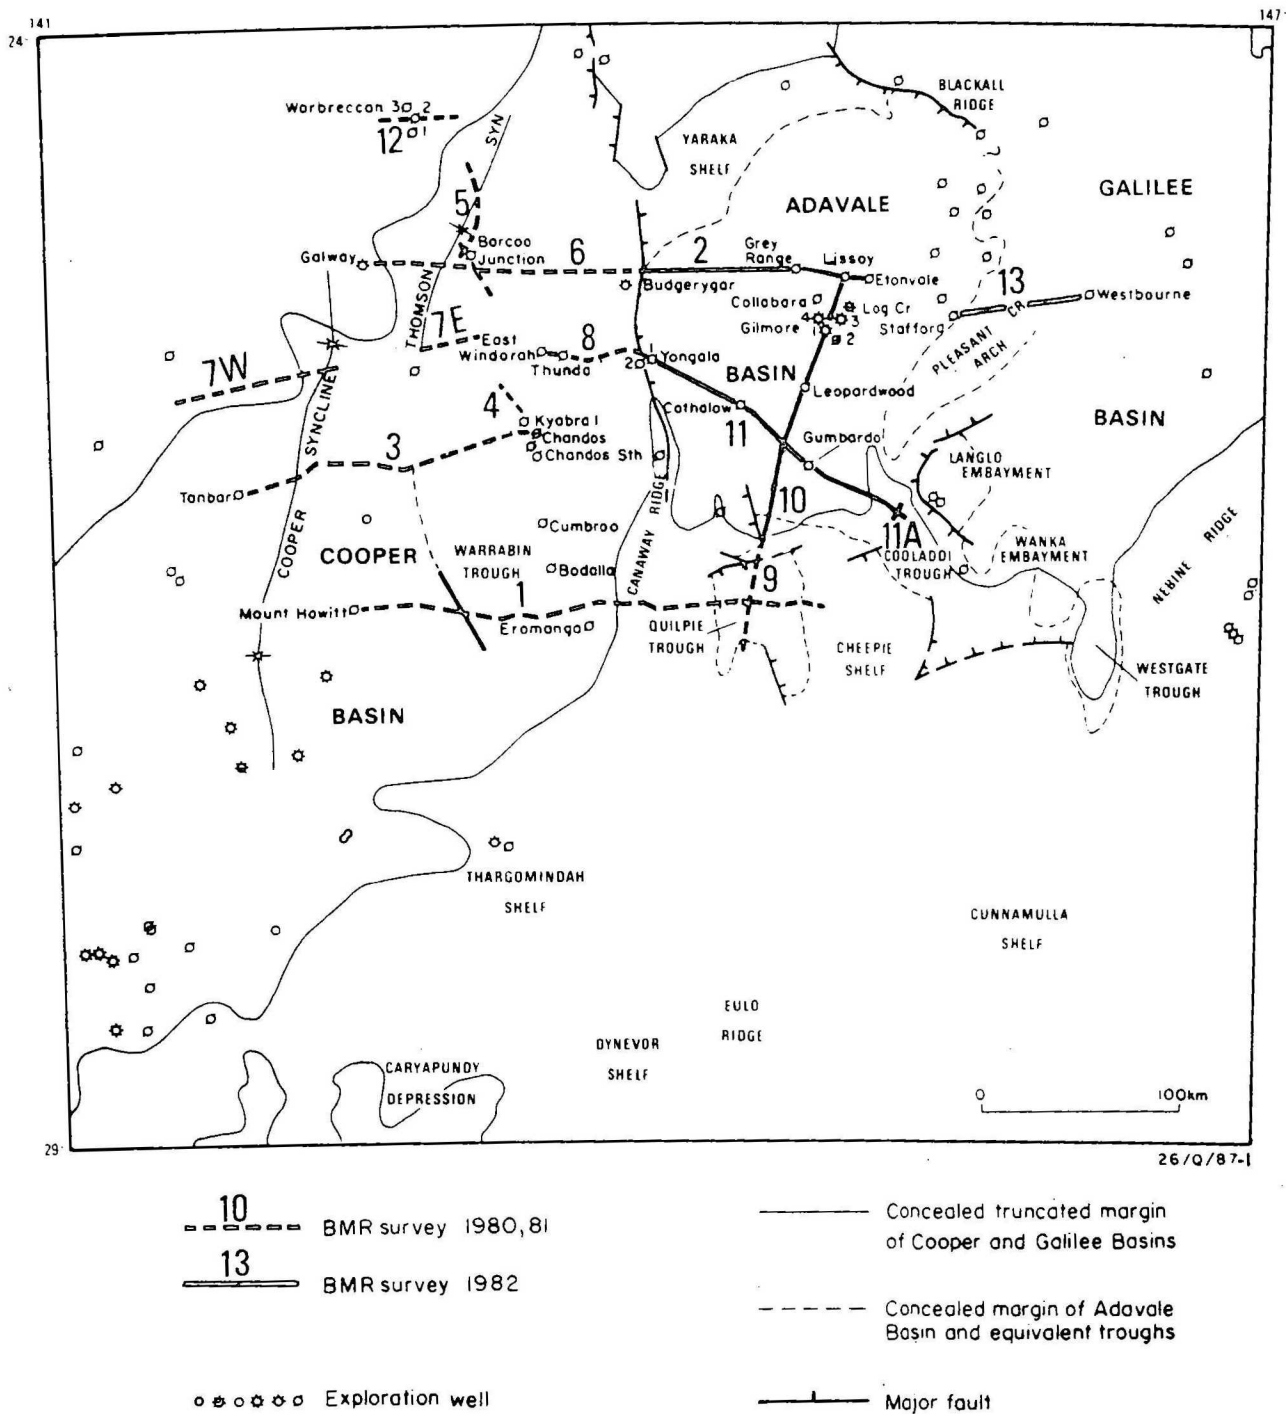 141
147
24
Warbreccan 3 2
12 1
SYN
BLACKALL
RIDGE
YARAKA
SHELF
GALILEE
ADAVALE
5
Barcoo
Junction
Galway
6
2
Grey
Range
Lissoy
Etonvale
THOMSON
Budgerygar
Collabara
Log Cr
4 3
Gilmore 1 2
Stafford
13
CR
Westbourne
PLEASANT
ARCH
7E
East
Windorah
Thunda
8
1
2
Yongala
BASIN
7W
Leopardwood
4
Kyabra 1
Chandos
Chandos Sth
Cothalow
11
Gumbardo
BASIN
SYNCLINE
3
Tanbar
LANGLO
EMBAYMENT
10
11A
COOPER
COOPER
WARRABIN
TROUGH
Cumbroo
Bodalla
CANAWAY RIDGE
COOLADDI
TROUGH
WANKA
EMBAYMENT
NEBINE RIDGE
Mount Howitt
1
Eromanga
9
QUILPIE
TROUGH
CHEEPIE
SHELF
WESTGATE
TROUGH
BASIN
THARGOMINDAH
SHELF
CUNNAMULLA
SHELF
EULO
RIDGE
DYNEVOR
SHELF
CARYAPUNDY
DEPRESSION
0 100km
29
26/Q/87-1
10
BMR survey 1980,81
13
BMR survey 1982
Exploration well
Concealed truncated margin
of Cooper and Galilee Basins
Concealed margin of Adavale
Basin and equivalent troughs
Major fault